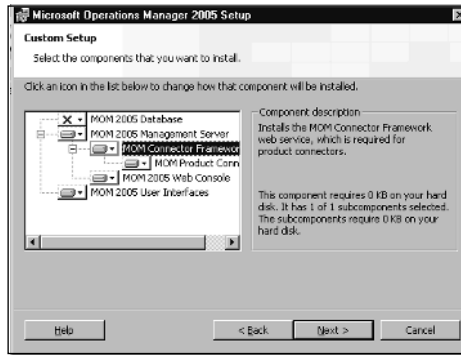 Microsoft Operations Manager 2005 Setup
Custom Setup
Select the components that you want to install.
Click an icon in the list below to change how that component will be installed.
MOM 2005 Database
MOM 2005 Management Server
MOM Connector Framewor
MOM Product Conn
MOM 2005 Web Console
MOM 2005 User Interfaces
Component description
Installs the MOM Connector Framework
web service, which is required for
product connectors.
This component requires 0 KB on your hard
disk. It has 1 of 1 subcomponents selected.
The subcomponents require 0 KB on your
hard disk.
Help
< Back
Next >
Cancel